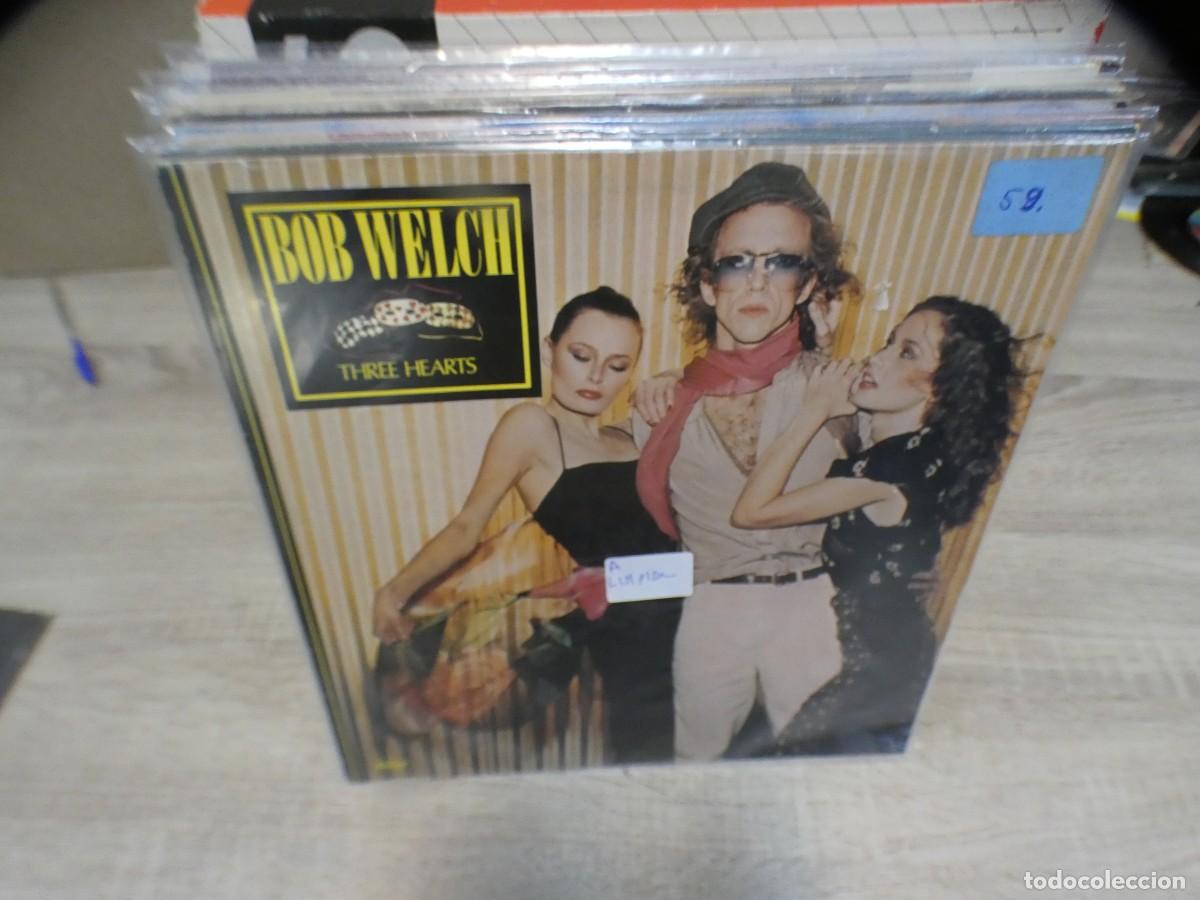 BOB WELCH
THREE HEARTS
59.
todocoleccion